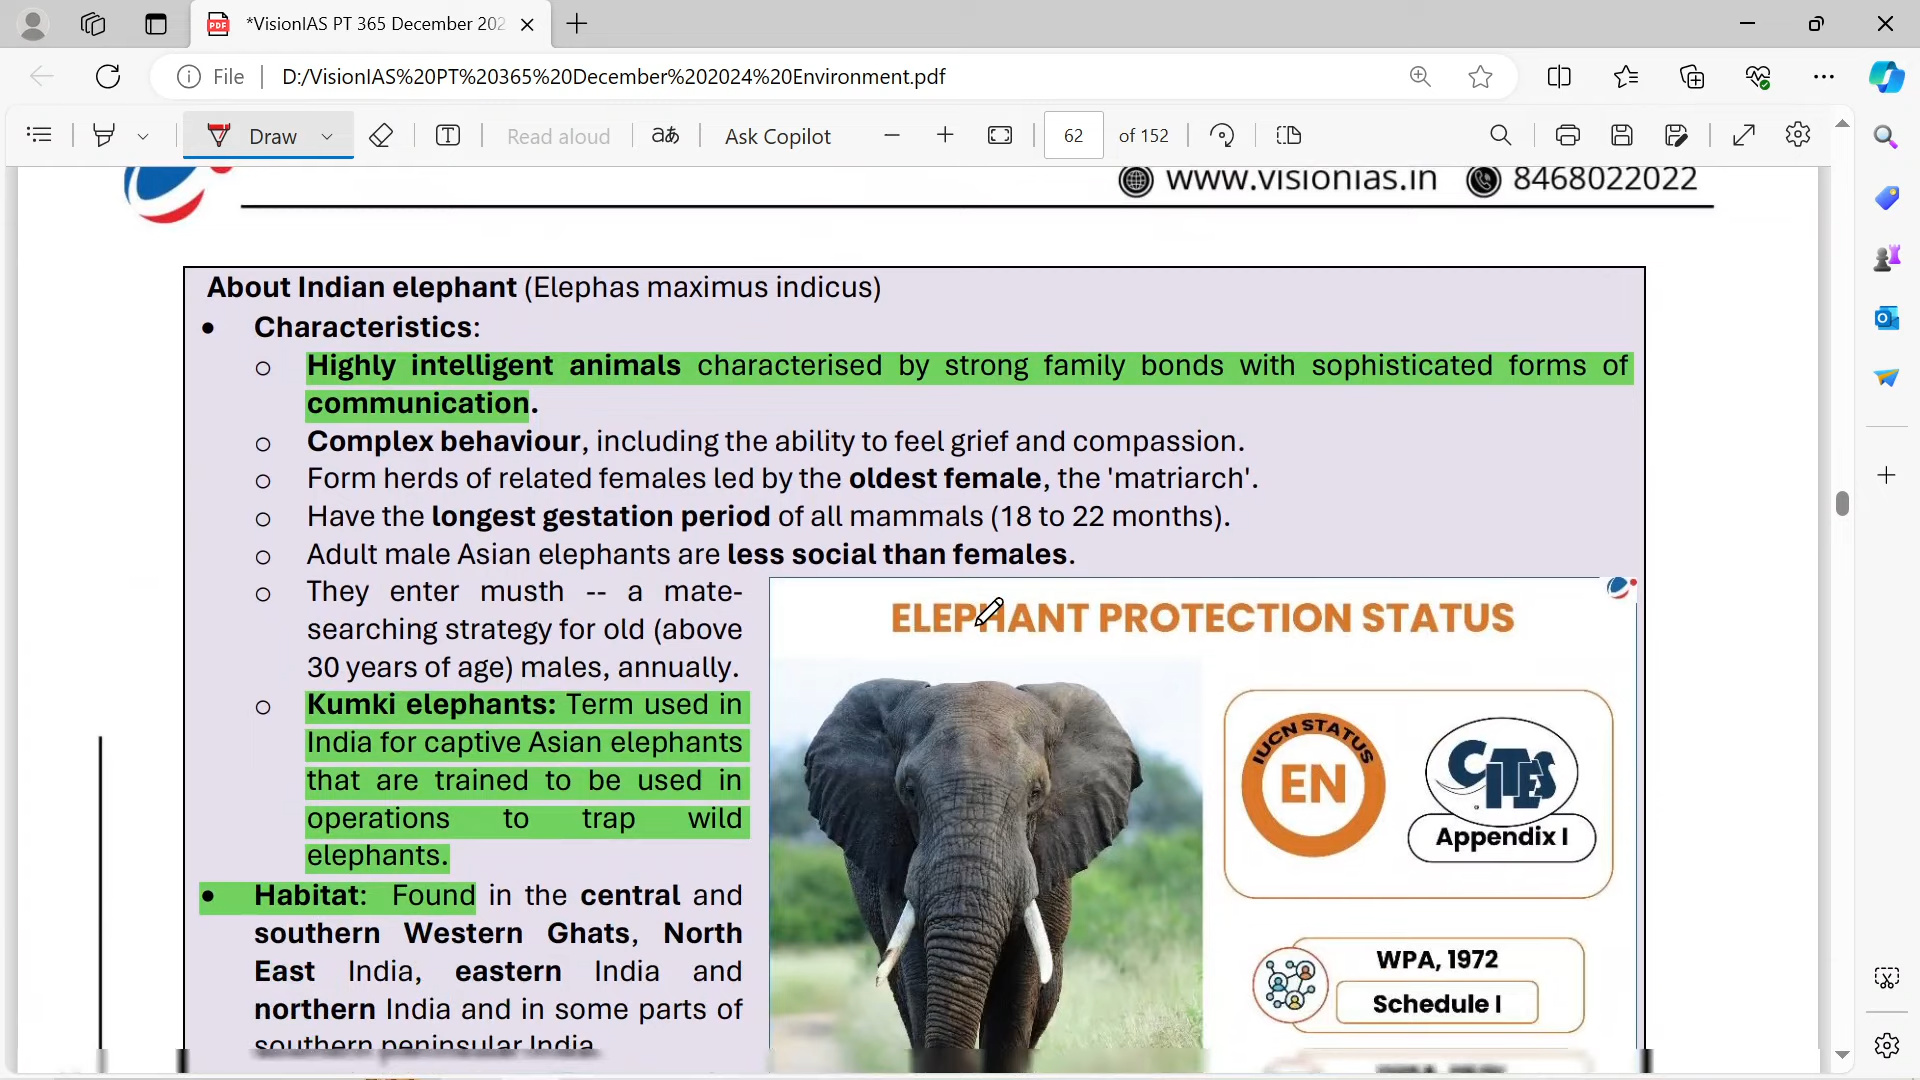 *VisionIAS PT 365 December 202
File
D:/VisionIAS%20PT%20365%20December%202024%20Environment.pdf
Draw
Read aloud
aあ
Ask Copilot
62
of 152
www.visionias.in
8468022022
About Indian elephant (Elephas maximus indicus)
Characteristics:
Highly intelligent animals characterised by strong family bonds with sophisticated forms of
communication.
Complex behaviour, including the ability to feel grief and compassion.
Form herds of related females led by the oldest female, the 'matriarch'.
Have the longest gestation period of all mammals (18 to 22 months).
Adult male Asian elephants are less social than females.
They enter musth -- a mate-
searching strategy for old (above
30 years of age) males, annually.
Kumki elephants: Term used in
India for captive Asian elephants
that are trained to be used in
operations to trap wild
elephants.
Habitat: Found in the central and
southern Western Ghats, North
East India, eastern India and
northern India and in some parts of
southern peninsular India.
ELEPHANT PROTECTION STATUS
IUCN STATUS
EN
CITES
Appendix I
WPA, 1972
Schedule I